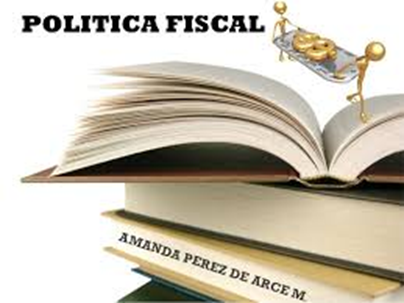 POLITICA FISCAL
AMANDA PEREZ DE ARCE M.